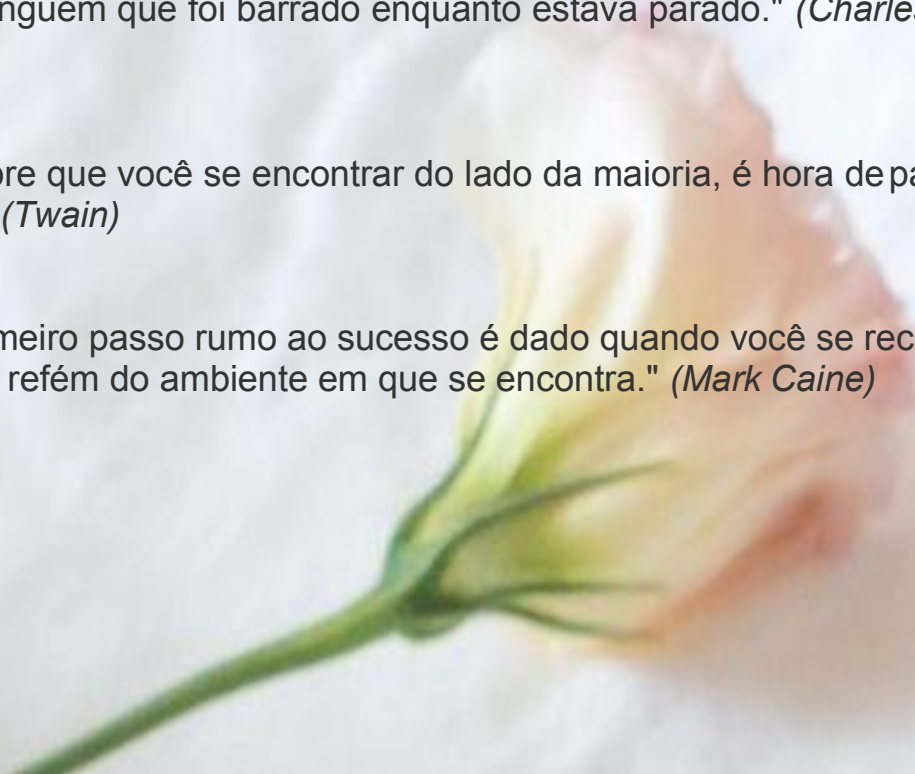 nguém que foi barrado enquanto estava parado." (Charles
re que você se encontrar do lado da maioria, é hora de pa
(Twain)
meiro passo rumo ao sucesso é dado quando você se rec
refém do ambiente em que se encontra." (Mark Caine)